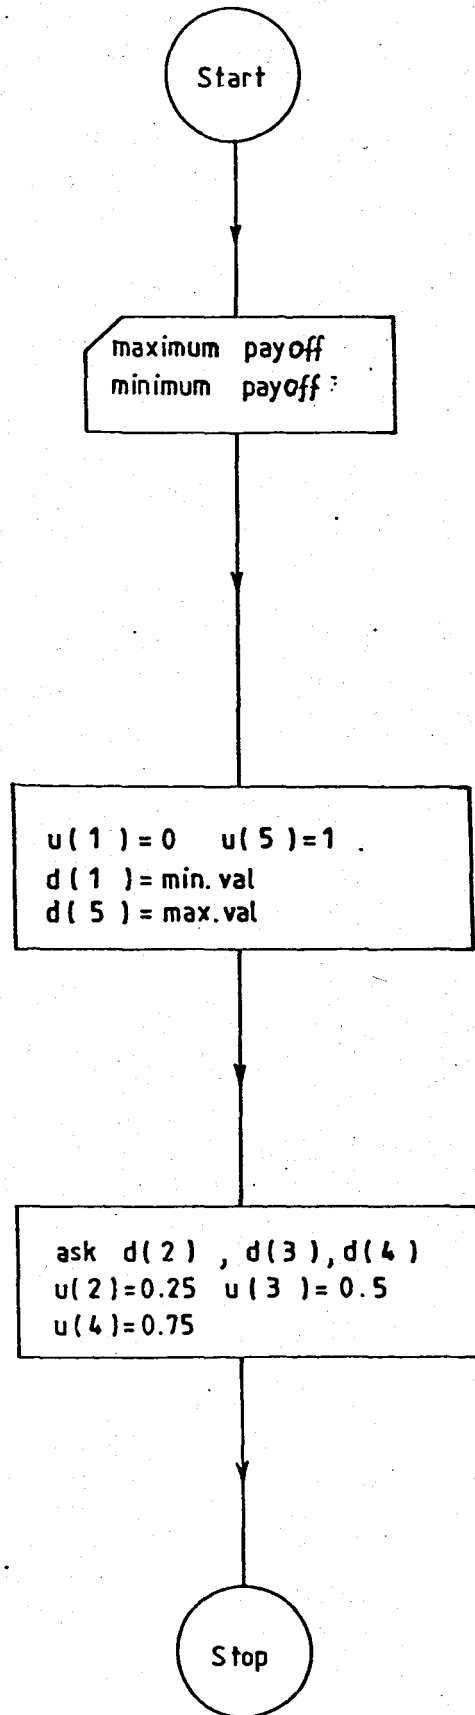 Start
maximum payoff
minimum payoff
u( 1 ) = 0 u( 5 ) = 1 .
d ( 1 ) = min. val
d ( 5 ) = max. val
ask d( 2 ) , d( 3 ), d( 4 )
u( 2 ) = 0.25 u ( 3 ) = 0.5
u( 4 ) = 0.75
Stop